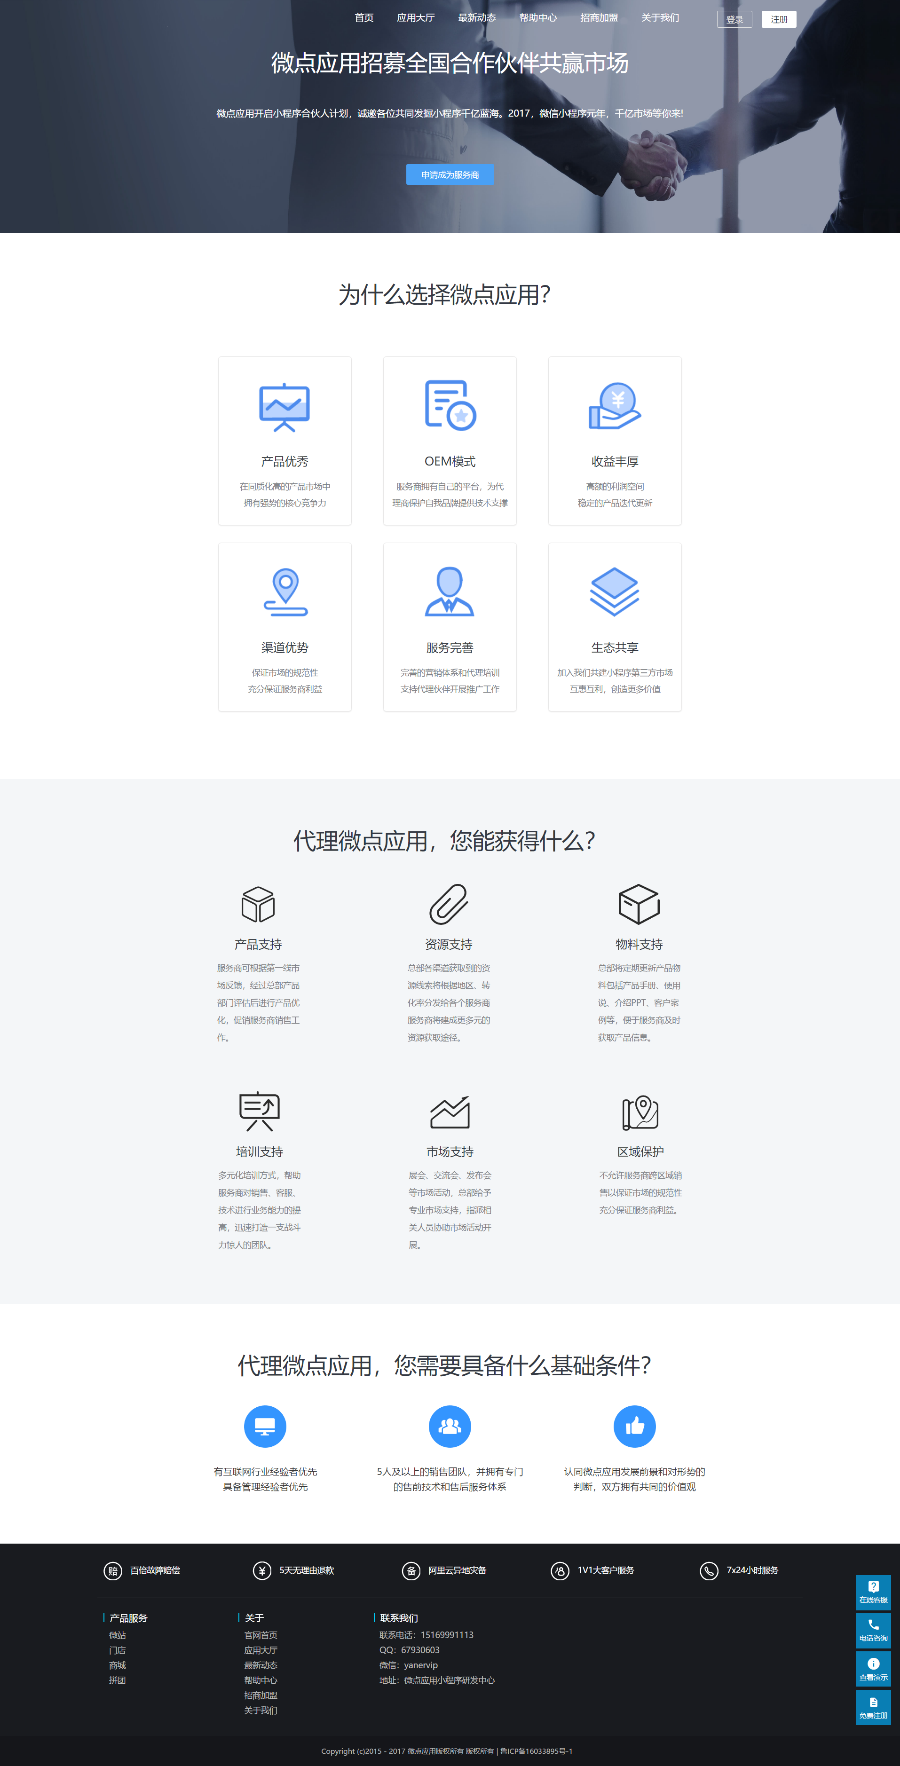 首页 应用大厅 最新动态 帮助中心 招商加盟 关于我们 登录 注册
微点应用招募全国合作伙伴共赢市场
微点应用开启小程序合伙人计划，诚邀各位共同发掘小程序千亿蓝海。2017，微信小程序元年，千亿市场等你来!
申请成为服务商
为什么选择微点应用?
产品优秀
在同质化高的产品市场中
拥有强势的核心竞争力
OEM模式
服务商拥有自己的平台，为代
理商保护自我品牌提供技术支撑
收益丰厚
高额的利润空间
稳定的产品迭代更新
渠道优势
保证市场的规范性
充分保证服务商利益
服务完善
完善的营销体系和代理培训
支持代理伙伴开展推广工作
生态共享
加入我们共建小程序第三方市场
互惠互利，创造更多价值
代理微点应用，您能获得什么?
产品支持
服务商可根据第一线市
场反馈，经过总部产品
部门评估后进行产品优
化，促销服务商销售工
作。
资源支持
总部各渠道获取到的资
源线索将根据地区、转
化率分发给各个服务商
服务商将建成更多元的
资源获取途径。
物料支持
总部将定期更新产品物
料包括产品手册、使用
说、介绍PPT、客户案
例等，便于服务商及时
获取产品信息。
培训支持
多元化培训方式，帮助
服务商对销售、客服、
技术进行业务能力的提
高，迅速打造一支战斗
力惊人的团队。
市场支持
展会、交流会、发布会
等市场活动，总部给予
专业市场支持，指派相
关人员协助市场活动开
展。
区域保护
不允许服务商跨区域销
售以保证市场的规范性
充分保证服务商利益。
代理微点应用，您需要具备什么基础条件?
有互联网行业经验者优先
具备管理经验者优先
5人及以上的销售团队，并拥有专门
的售前技术和售后服务体系
认同微点应用发展前景和对形势的
判断，双方拥有共同的价值观
赔 百倍故障赔偿
¥ 5天无理由退款
备 阿里云异地灾备
1V1大客户服务
7x24小时服务
产品服务
微站
门店
商城
拼团
关于
官网首页
应用大厅
最新动态
帮助中心
招商加盟
关于我们
联系我们
联系电话：15169991113
QQ：67930603
微信：yanervip
地址：微点应用小程序研发中心
在线客服
电话咨询
查看演示
免费注册
Copyright (c)2015 - 2017 微点应用版权所有 版权所有 | 鲁ICP备16033895号-1